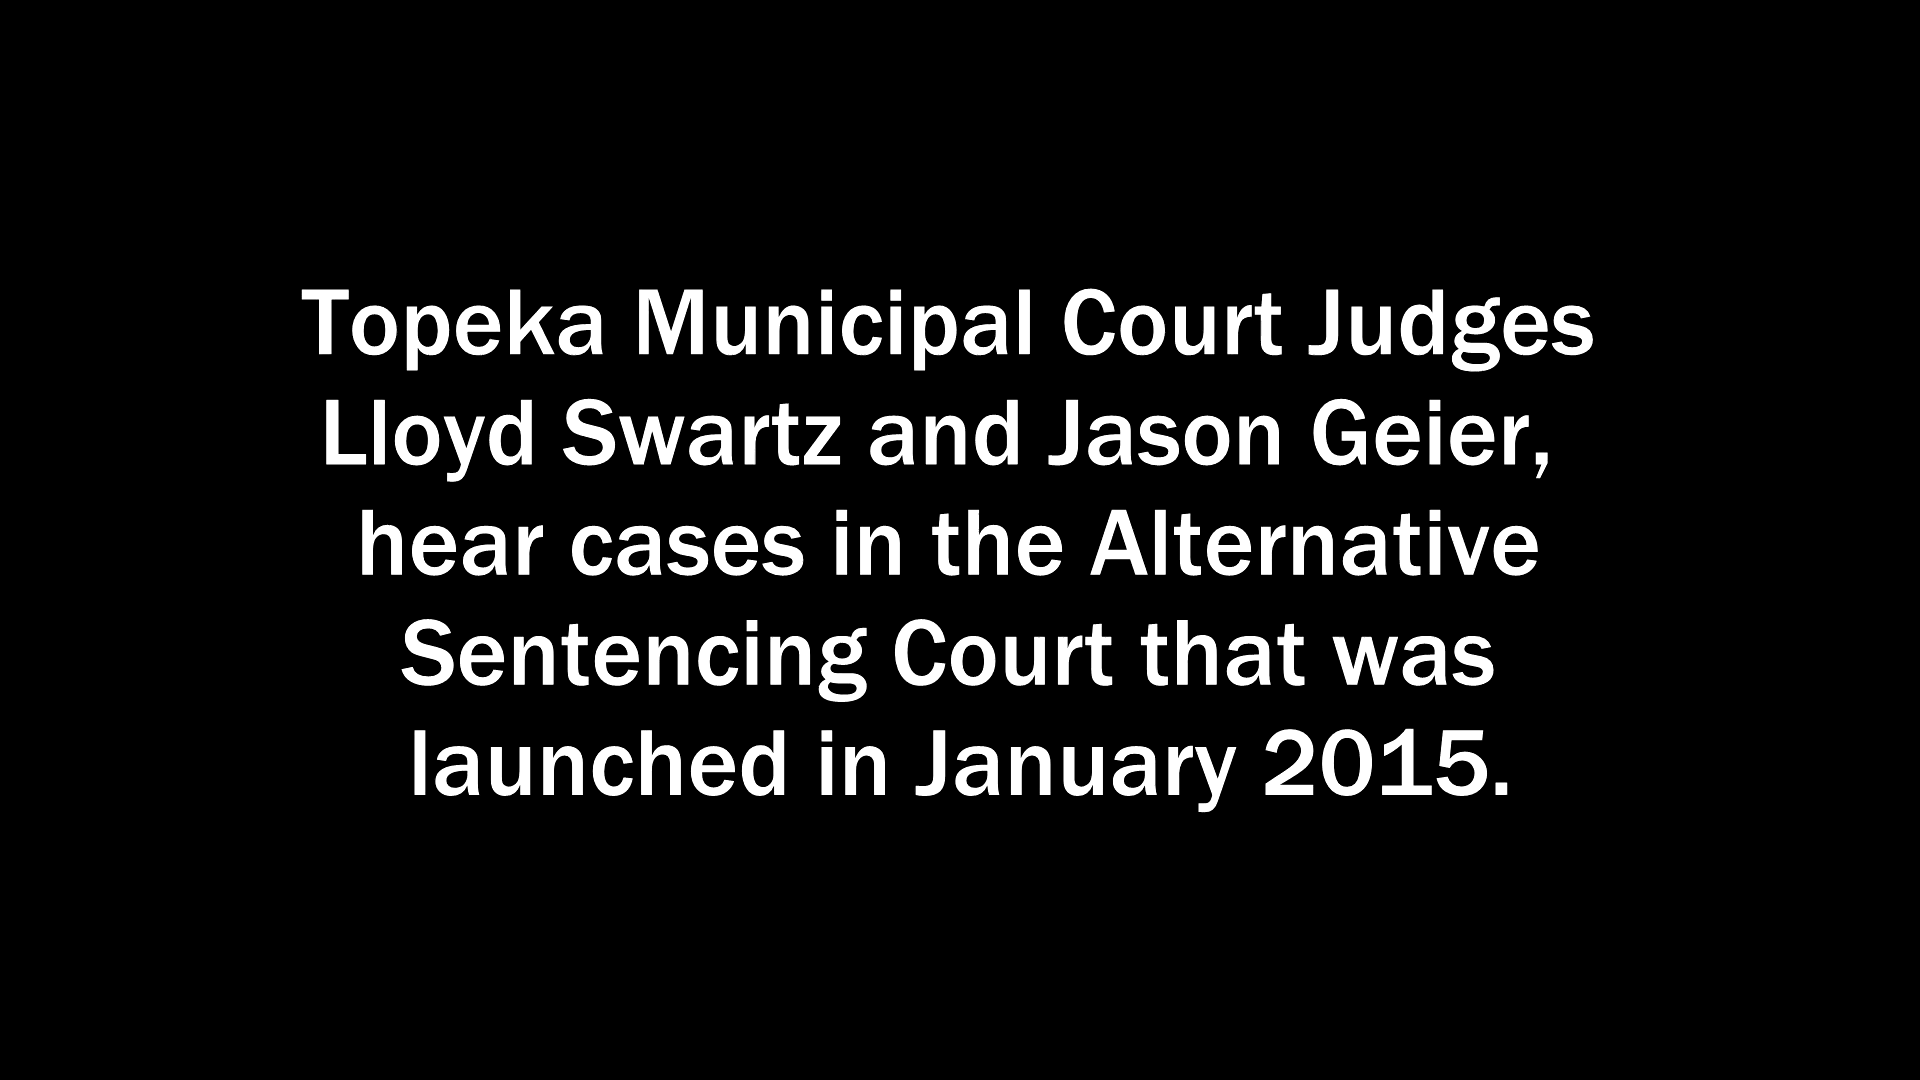 Topeka Municipal Court Judges
Lloyd Swartz and Jason Geier,
hear cases in the Alternative
Sentencing Court that was
launched in January 2015.